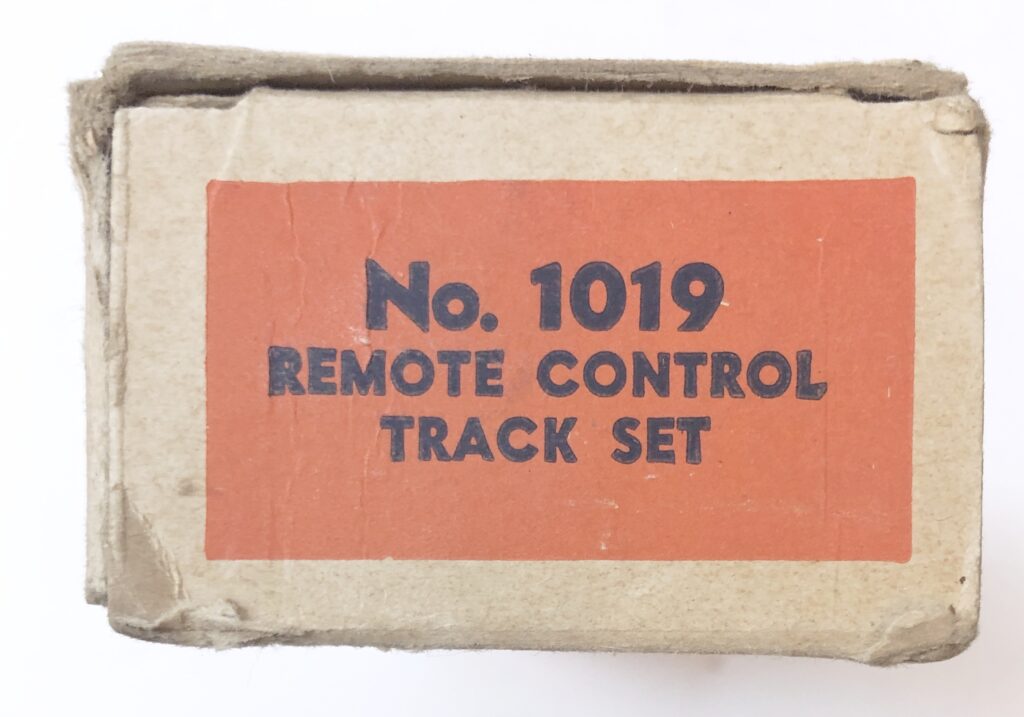 No. 1019
REMOTE CONTROL
TRACK SET